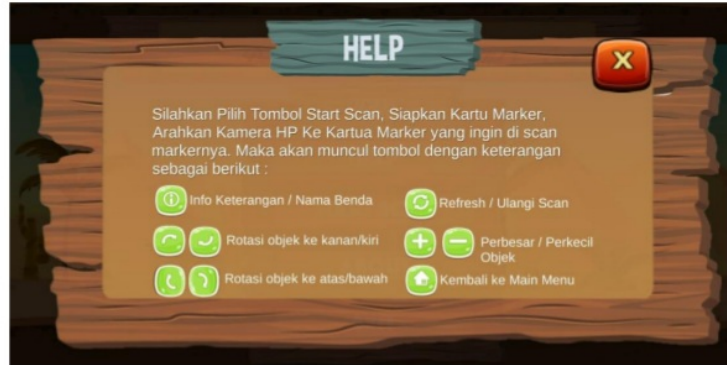 HELP
X
Silahkan Pilih Tombol Start Scan, Siapkan Kartu Marker,
Arahkan Kamera HP Ke Kartua Marker yang ingin di scan
markernya. Maka akan muncul tombol dengan keterangan
sebagai berikut :
Info Keterangan / Nama Benda
Refresh / Ulangi Scan
Rotasi objek ke kanan/kiri
Perbesar / Perkecil
Objek
Rotasi objek ke atas/bawah
Kembali ke Main Menu